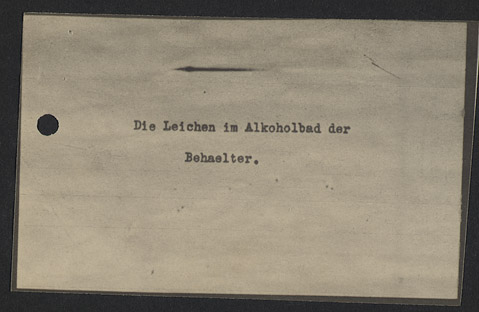 Die Leichen im Alkoholbad der
Behaelter.